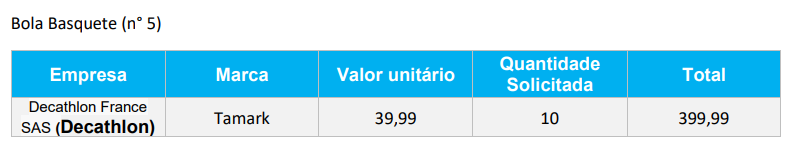 Bola Basquete (n° 5)
Empresa Marca Valor unitário Quantidade Solicitada Total
Decathlon France SAS (Decathlon) Tamark 39,99 10 399,99